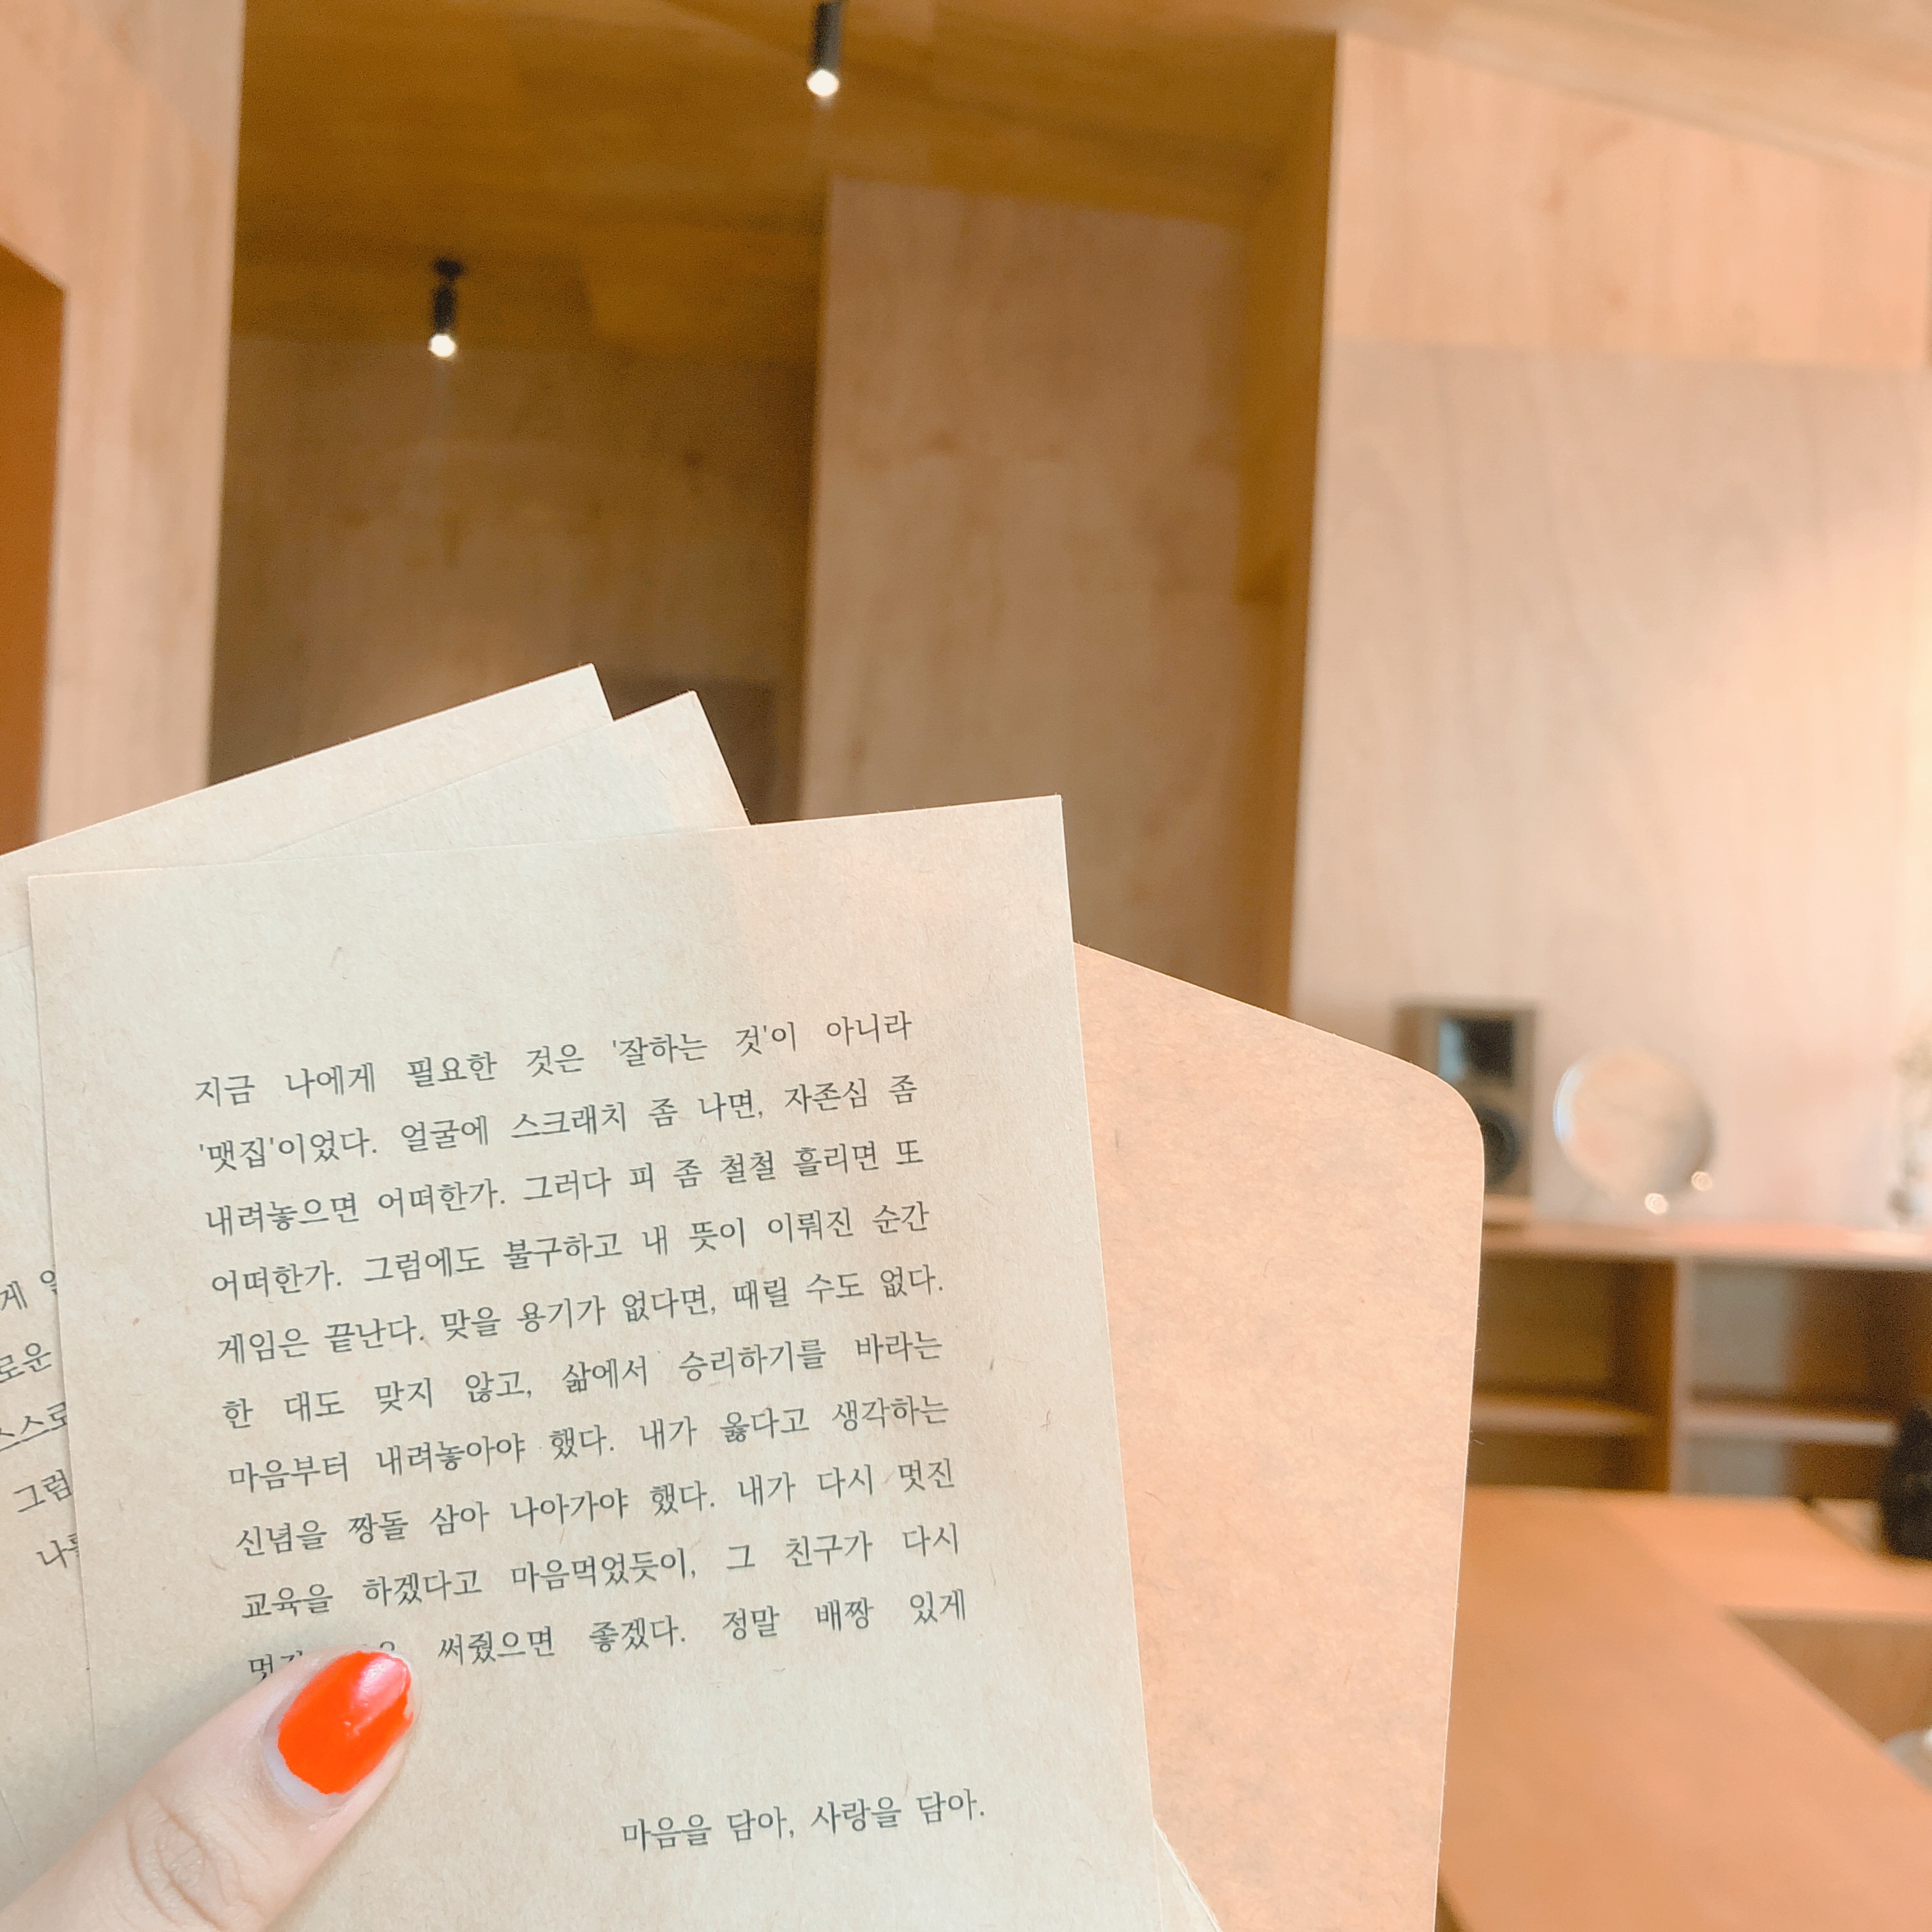 지금 나에게 필요한 것은 '잘하는 것'이 아니라
'맷집'이었다. 얼굴에 스크래치 좀 나면, 자존심 좀
내려놓으면 어떠한가. 그러다 피 좀 철철 흘리면 또
어떠한가. 그럼에도 불구하고 내 뜻이 이뤄진 순간
게임은 끝난다. 맞을 용기가 없다면, 때릴 수도 없다.
한 대도 맞지 않고, 삶에서 승리하기를 바라는
마음부터 내려놓아야 했다. 내가 옳다고 생각하는
신념을 짱돌 삼아 나아가야 했다. 내가 다시 멋진
교육을 하겠다고 마음먹었듯이, 그 친구가 다시
써줬으면 좋겠다. 정말 배짱 있게
마음을 담아, 사랑을 담아.
게
로운
스스로
그럼